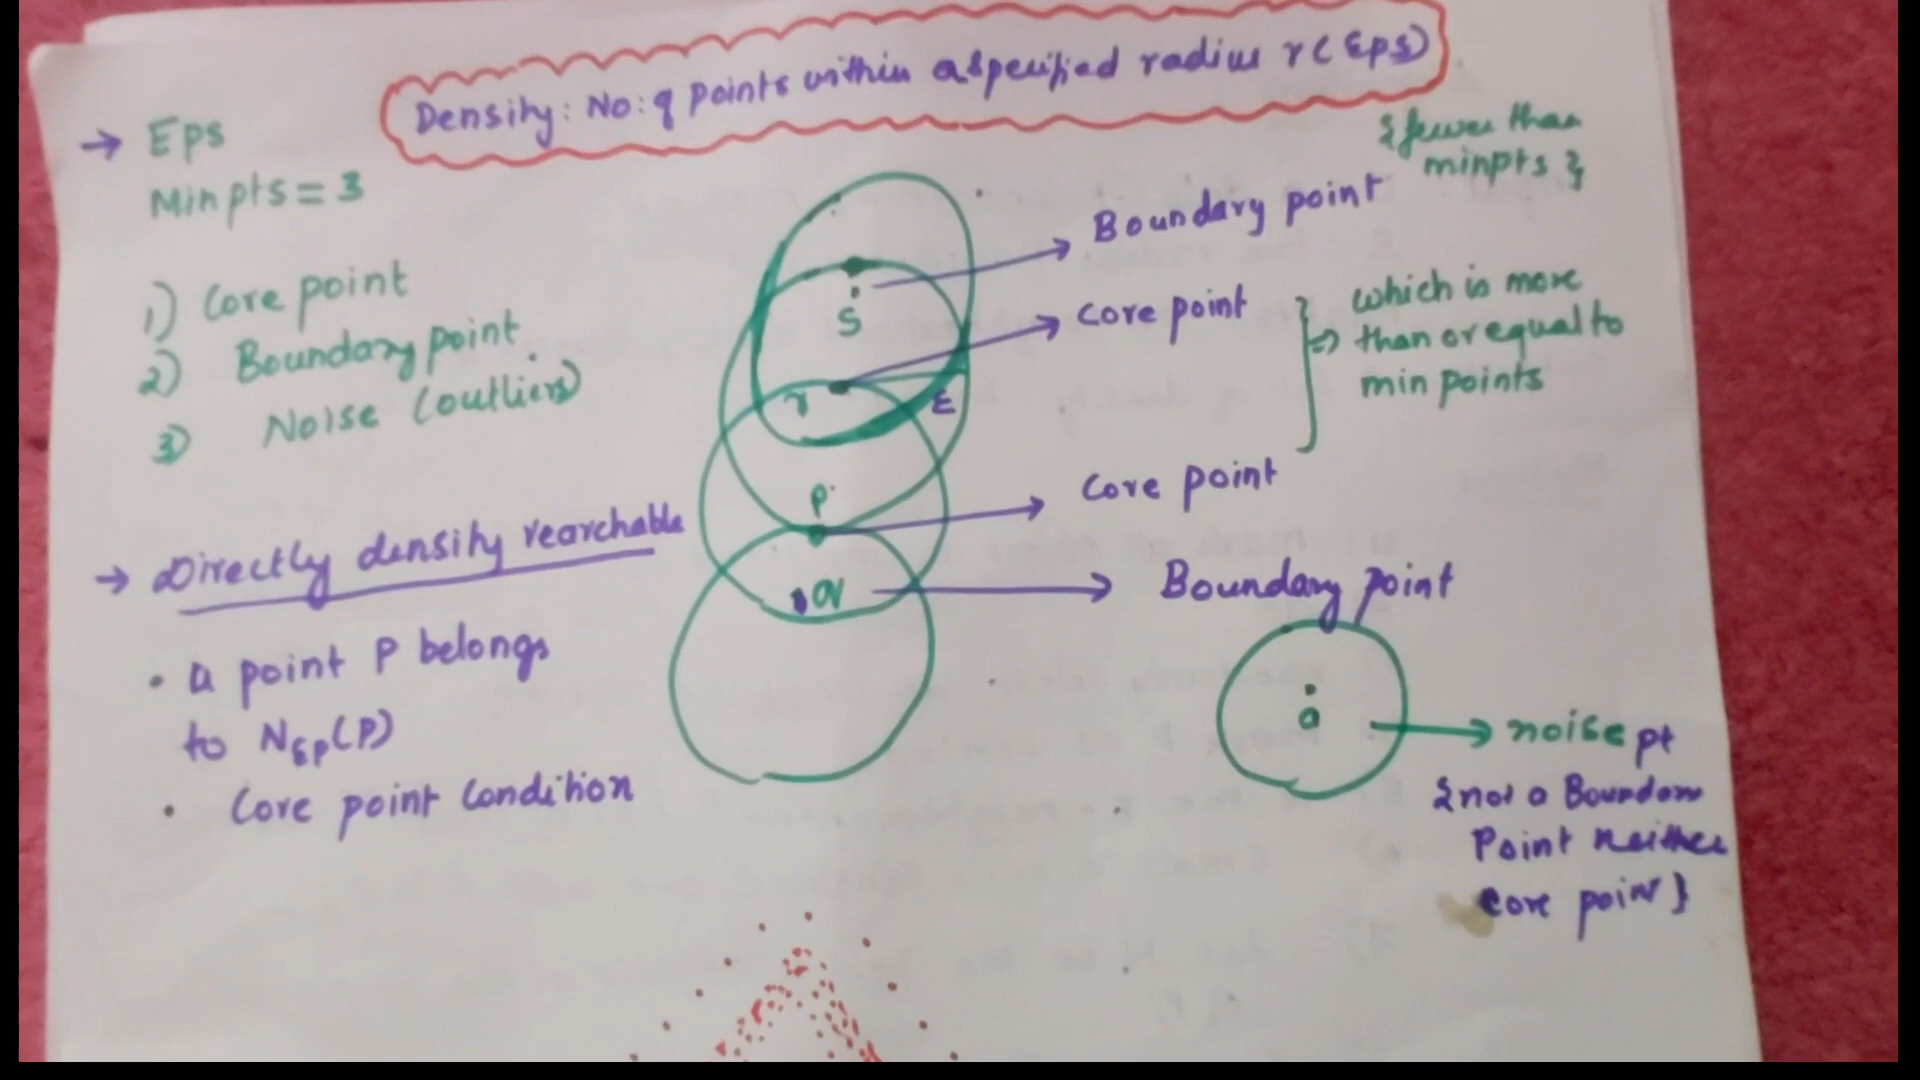 Density: No: of points within a specified radius r (Eps)
→ Eps
Minpts = 3
{fewer than
minpts }
1) Core point
2) Boundary point
3) Noise (outliers)
Boundary point
S
Core point
} => which is more
than or equal to
min points
r
ε
P
Core point
q
Boundary point
→ Directly density rearchable
• a point P belongs
to NEp(P)
• Core point Condition
a
noise pt
{not a Boundary
Point neither
core point }